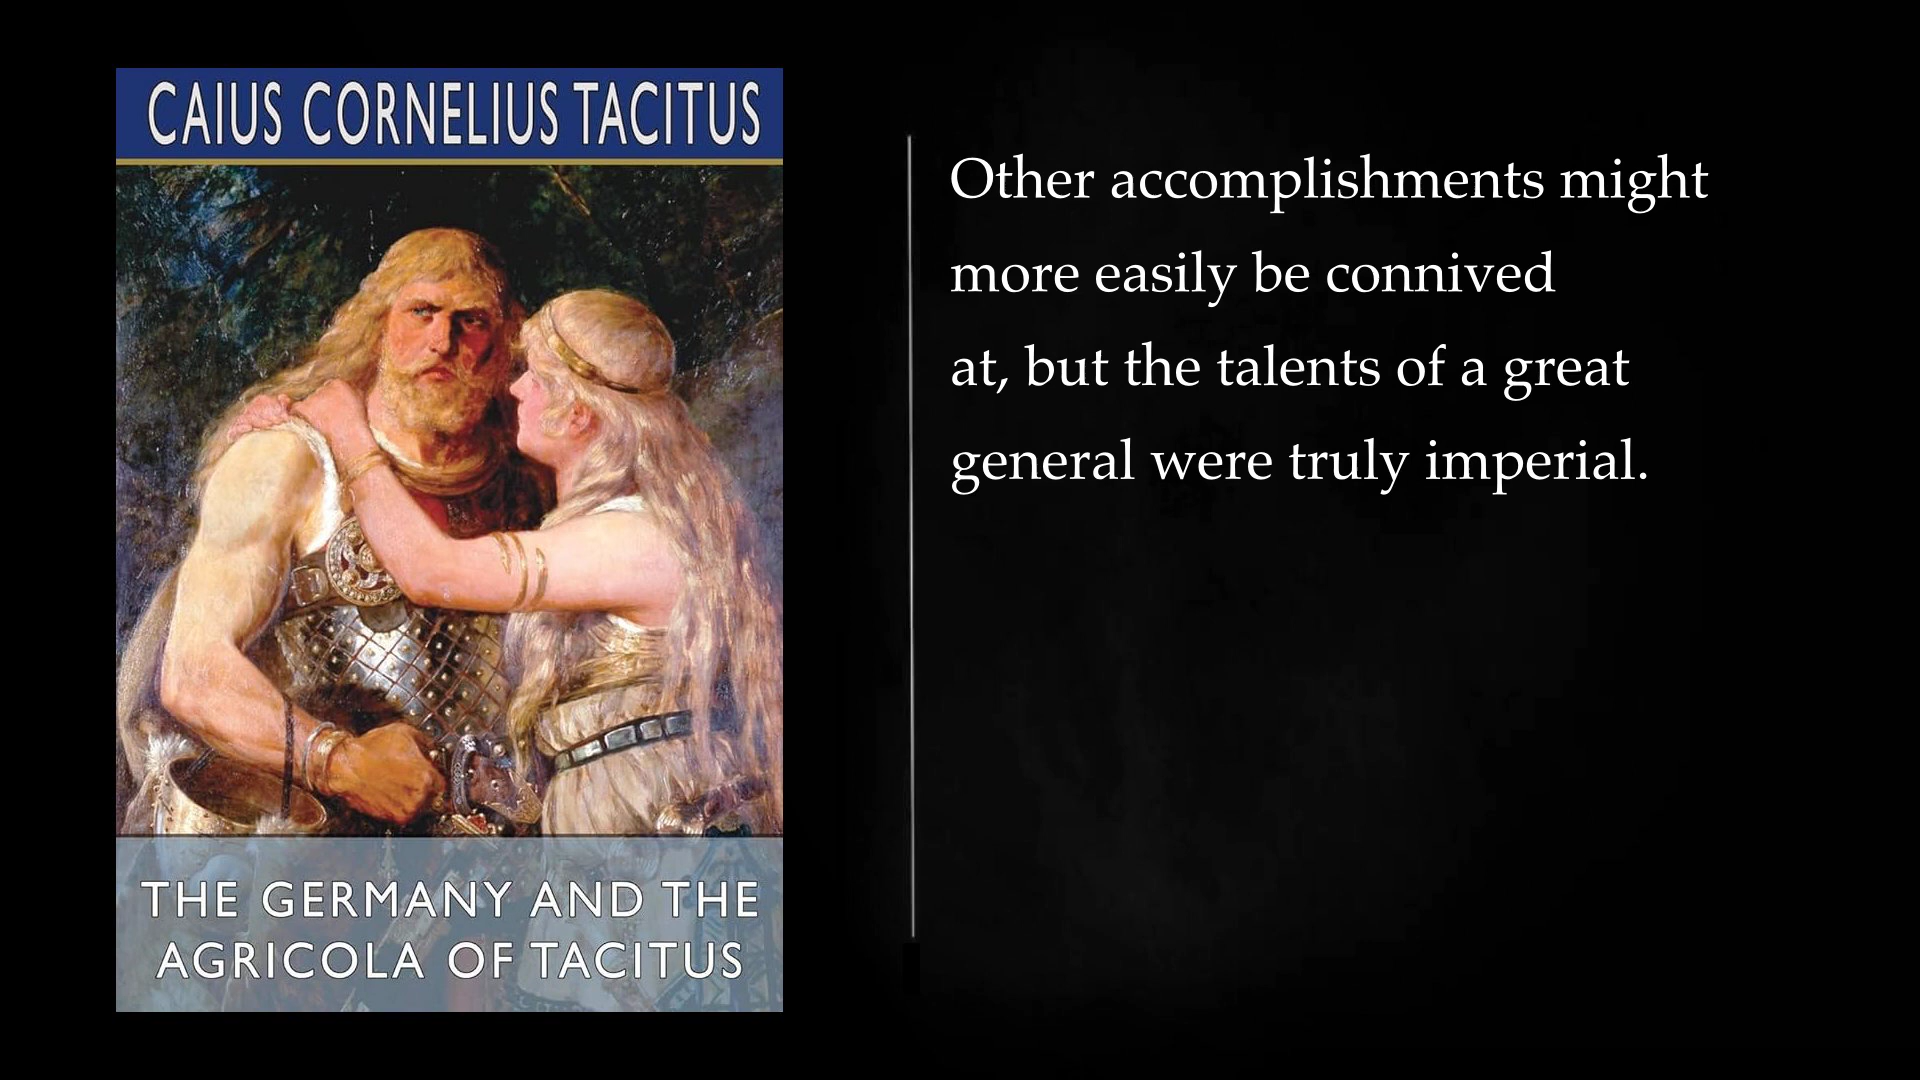 CAIUS CORNELIUS TACITUS
THE GERMANY AND THE
AGRICOLA OF TACITUS
Other accomplishments might
more easily be connived
at, but the talents of a great
general were truly imperial.